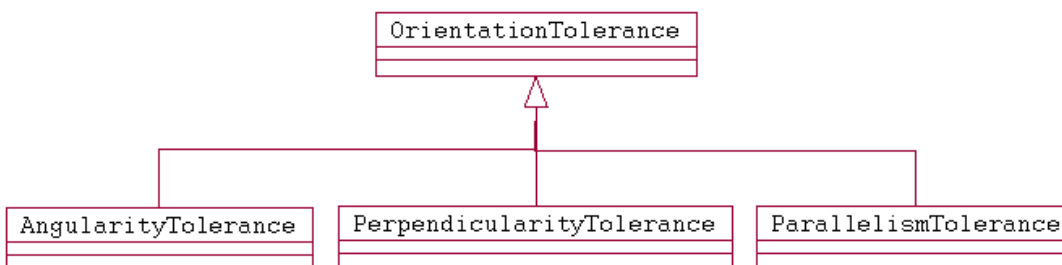 OrientationTolerance
AngularityTolerance
PerpendicularityTolerance
ParallelismTolerance